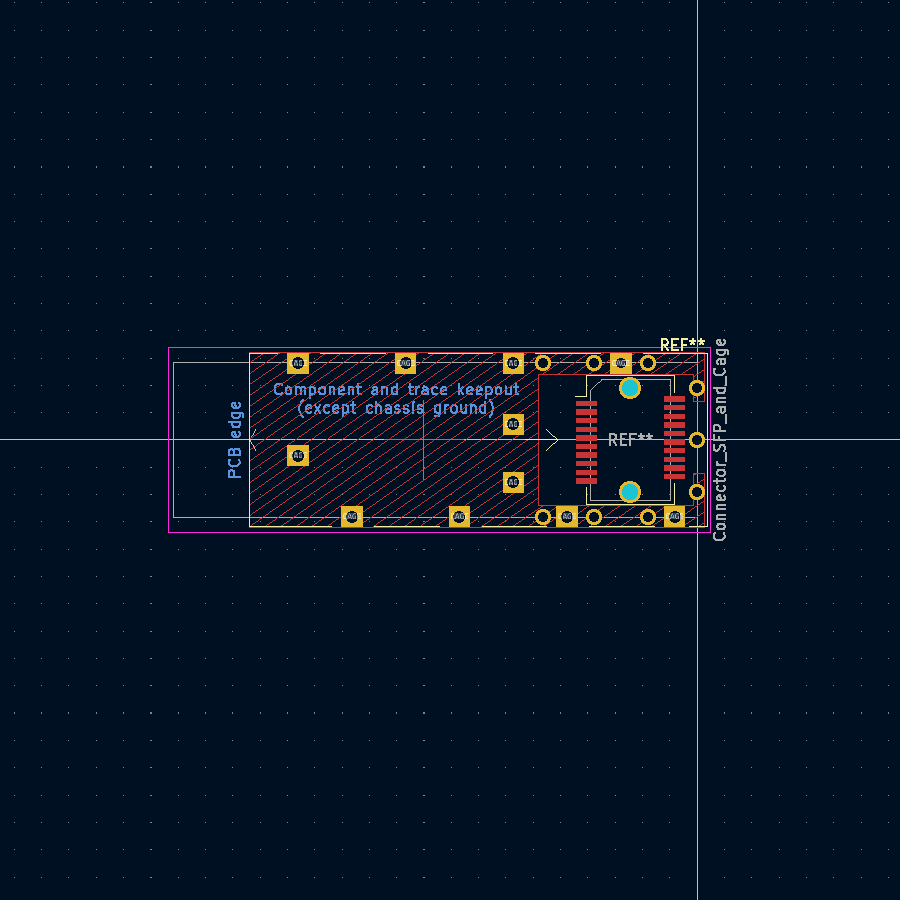 REF**
AG
AG
AG
AG
Component and trace keepout
(except chassis ground)
AG
PCB edge
REF**
AG
AG
AG
AG
AG
AG
Connector_SFP_and_Cage
AG